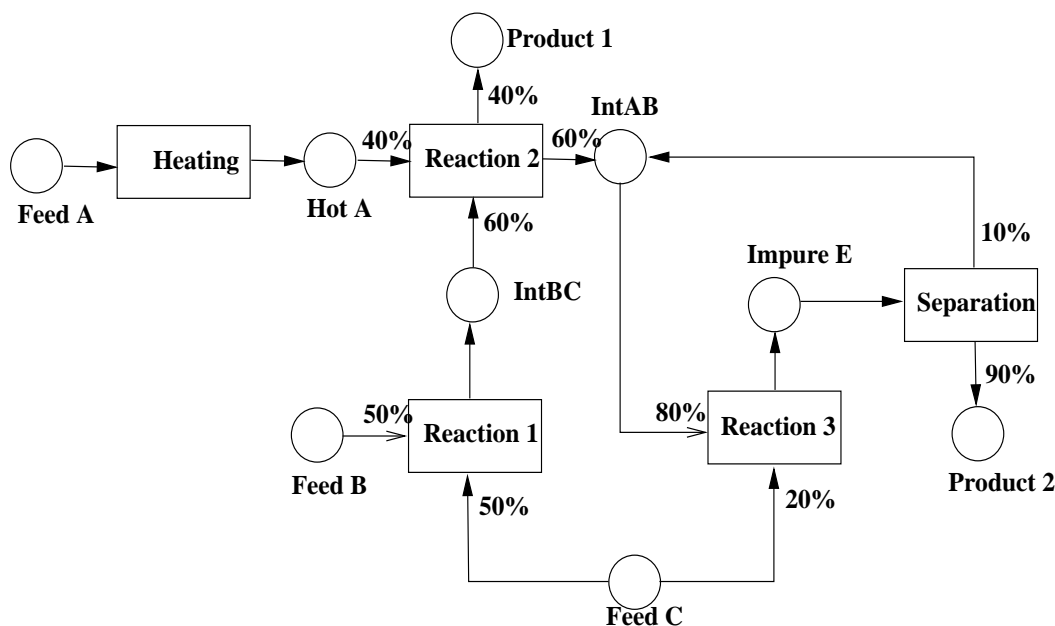 Product 1
40%
IntAB
40%
60%
Heating
Reaction 2
Feed A
Hot A
60%
10%
Impure E
IntBC
Separation
90%
50%
80%
Reaction 1
Reaction 3
Feed B
Product 2
50%
20%
Feed C